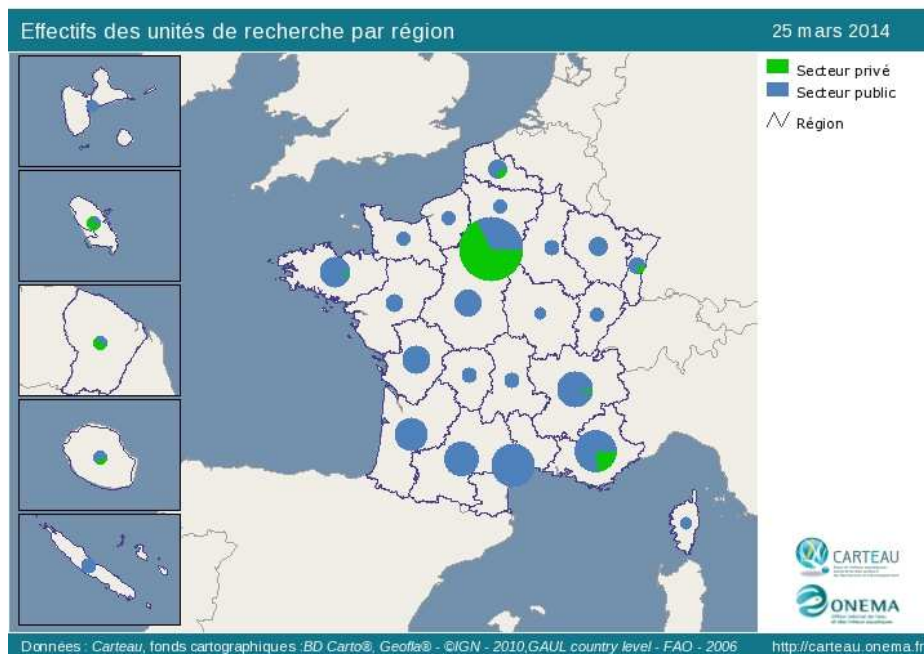 Effectifs des unités de recherche par région
25 mars 2014
Secteur privé
Secteur public
Région
CARTEAU
ONEMA
Données : Carteau, fonds cartographiques :BD Carto®, Geofla® - ©IGN - 2010,GAUL country level - FAO - 2006
http://carteau.onema.fr